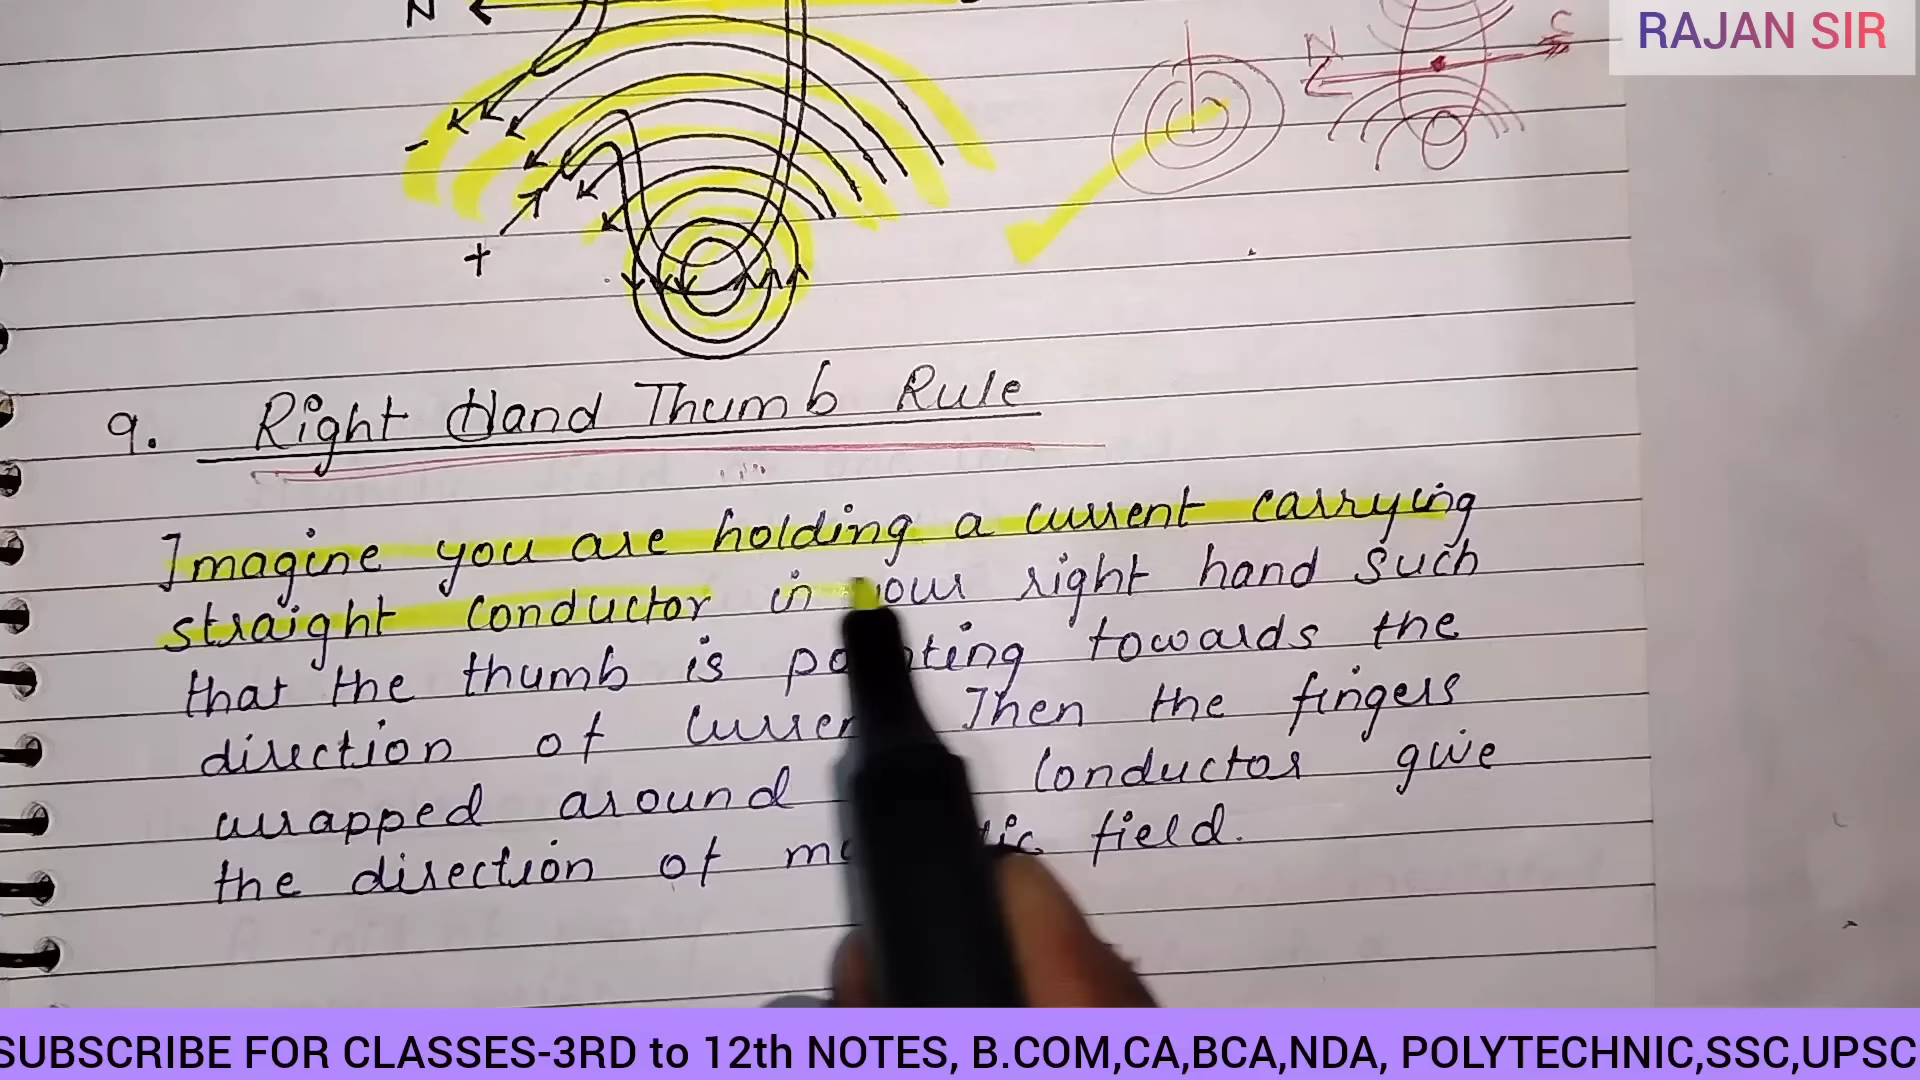 N
N
S
RAJAN SIR
-
+
9. Right Hand Thumb Rule
Imagine you are holding a current carrying
straight conductor in your right hand such
that the thumb is pointing towards the
direction of current Then the fingers
wrapped around conductor give
the direction of magnetic field.
SUBSCRIBE FOR CLASSES-3RD to 12th NOTES, B.COM,CA,BCA,NDA, POLYTECHNIC,SSC,UPSC